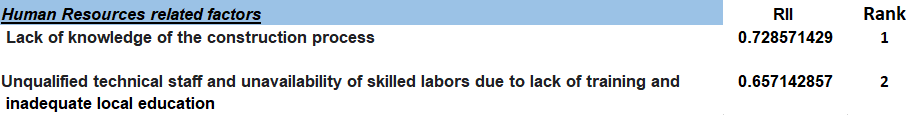 Human Resources related factors RII Rank
Lack of knowledge of the construction process 0.728571429 1
Unqualified technical staff and unavailability of skilled labors due to lack of training and 0.657142857 2
inadequate local education